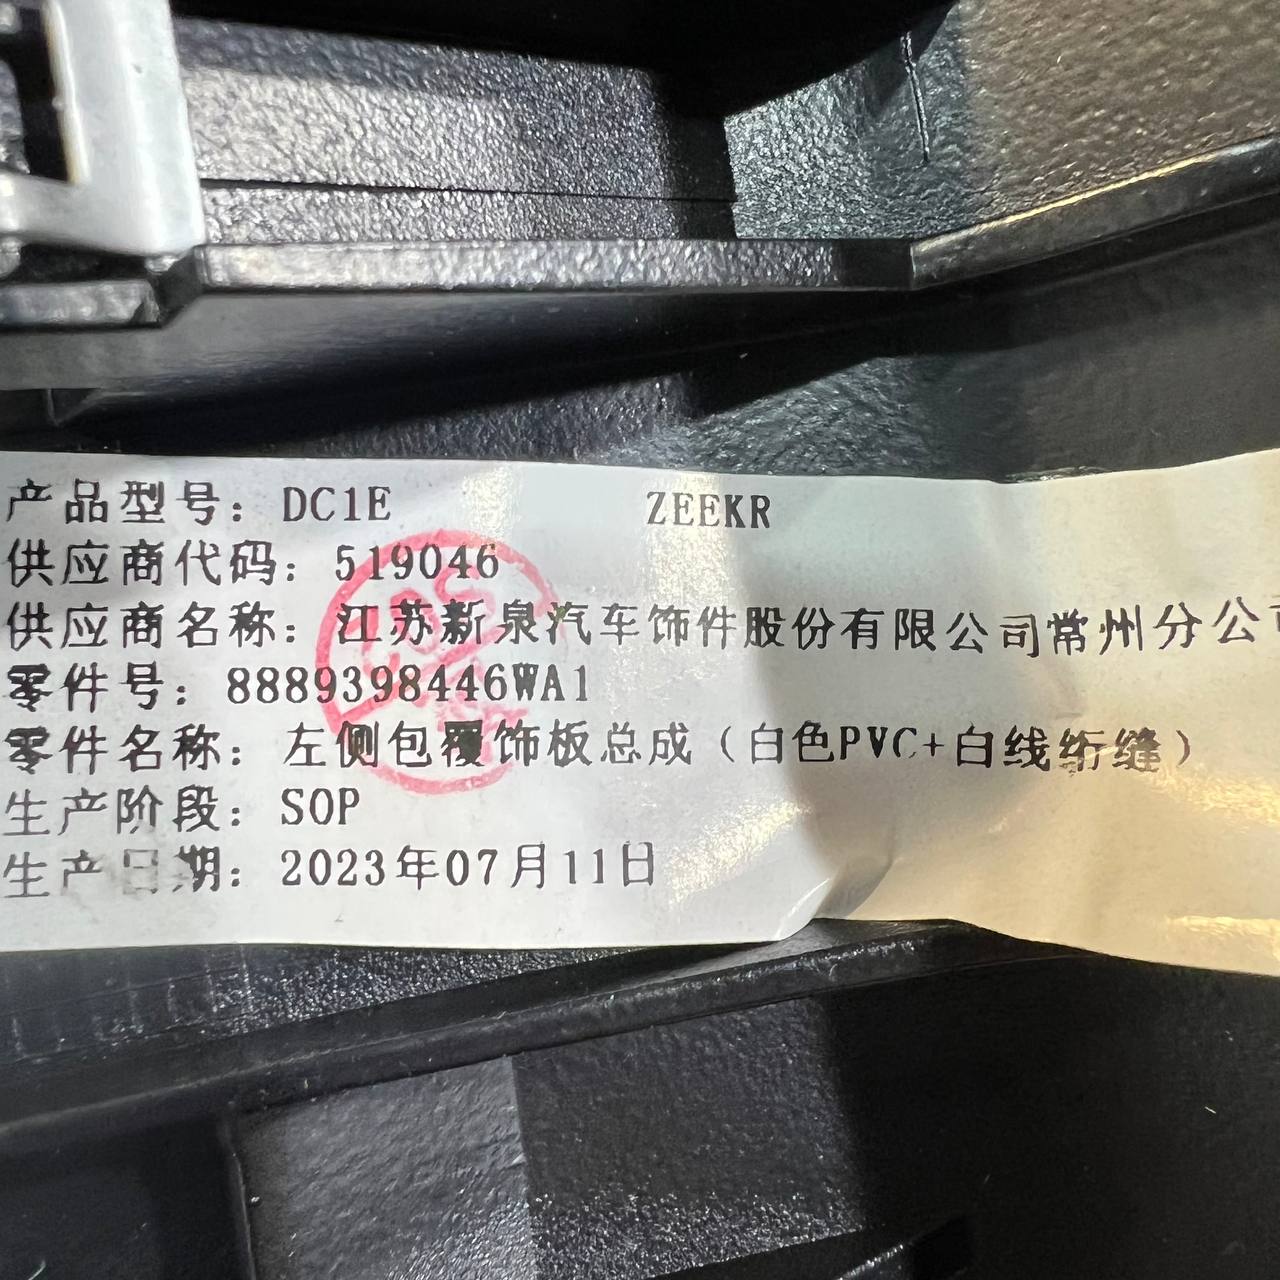 产品型号：DC1E ZEEKR
供应商代码：519046
供应商名称：江苏新泉汽车饰件股份有限公司常州分公
零件号：8889398446WA1
零件名称：左侧包覆饰板总成（白色PVC+白线绗缝）
生产阶段：SOP
生产日期：2023年07月11日